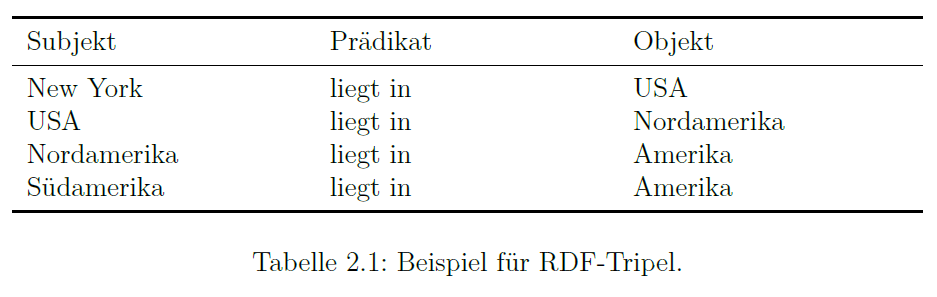 Subjekt Prädikat Objekt
New York liegt in USA
USA liegt in Nordamerika
Nordamerika liegt in Amerika
Südamerika liegt in Amerika
Tabelle 2.1: Beispiel für RDF-Tripel.